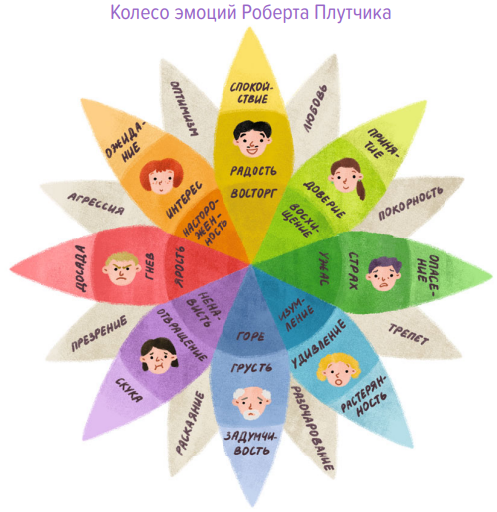 Колесо эмоций Роберта Плутчика
СПОКОЙ-
СТВИЕ
РАДОСТЬ
ВОСТОРГ
ЛЮБОВЬ
ПРИНЯ-
ТИЕ
ДОВЕРИЕ
ВОСХИ-
ЩЕНИЕ
ПОКОРНОСТЬ
ОПАСЕ-
НИЕ
СТРАХ
УЖАС
ТРЕПЕТ
ИЗУМ-
ЛЕНИЕ
УДИВЛЕНИЕ
РАСТЕРЯН-
НОСТЬ
РАЗОЧАРОВАНИЕ
ГОРЕ
ГРУСТЬ
ЗАДУМЧИ-
ВОСТЬ
РАСКАЯНИЕ
НЕНА-
ВИСТЬ
ОТВРАЩЕНИЕ
СКУКА
ПРЕЗРЕНИЕ
ДОСАДА
ГНЕВ
ЯРОСТЬ
АГРЕССИЯ
ОЖИДА-
НИЕ
ИНТЕРЕС
НАСТОРО-
ЖЕН-
НОСТЬ
ОПТИМИЗМ